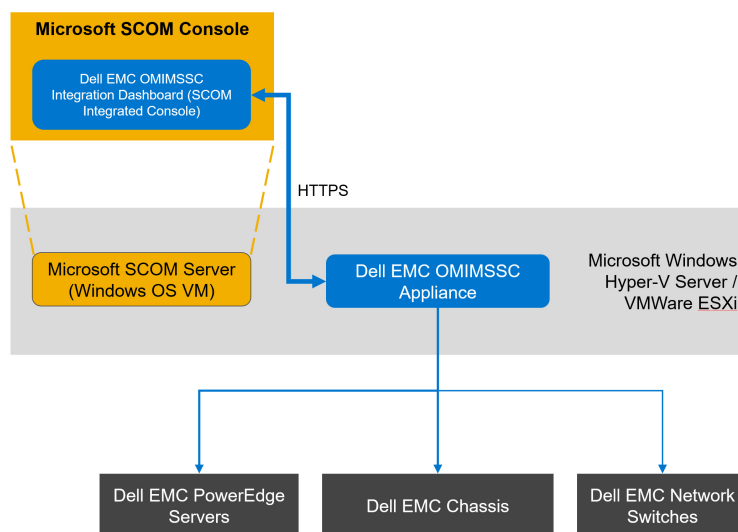 Microsoft SCOM Console
Dell EMC OMIMSSC
Integration Dashboard (SCOM
Integrated Console)
HTTPS
Microsoft SCOM Server
(Windows OS VM)
Dell EMC OMIMSSC
Appliance
Microsoft Windows
Hyper-V Server /
VMWare ESXi
Dell EMC PowerEdge
Servers
Dell EMC Chassis
Dell EMC Network
Switches